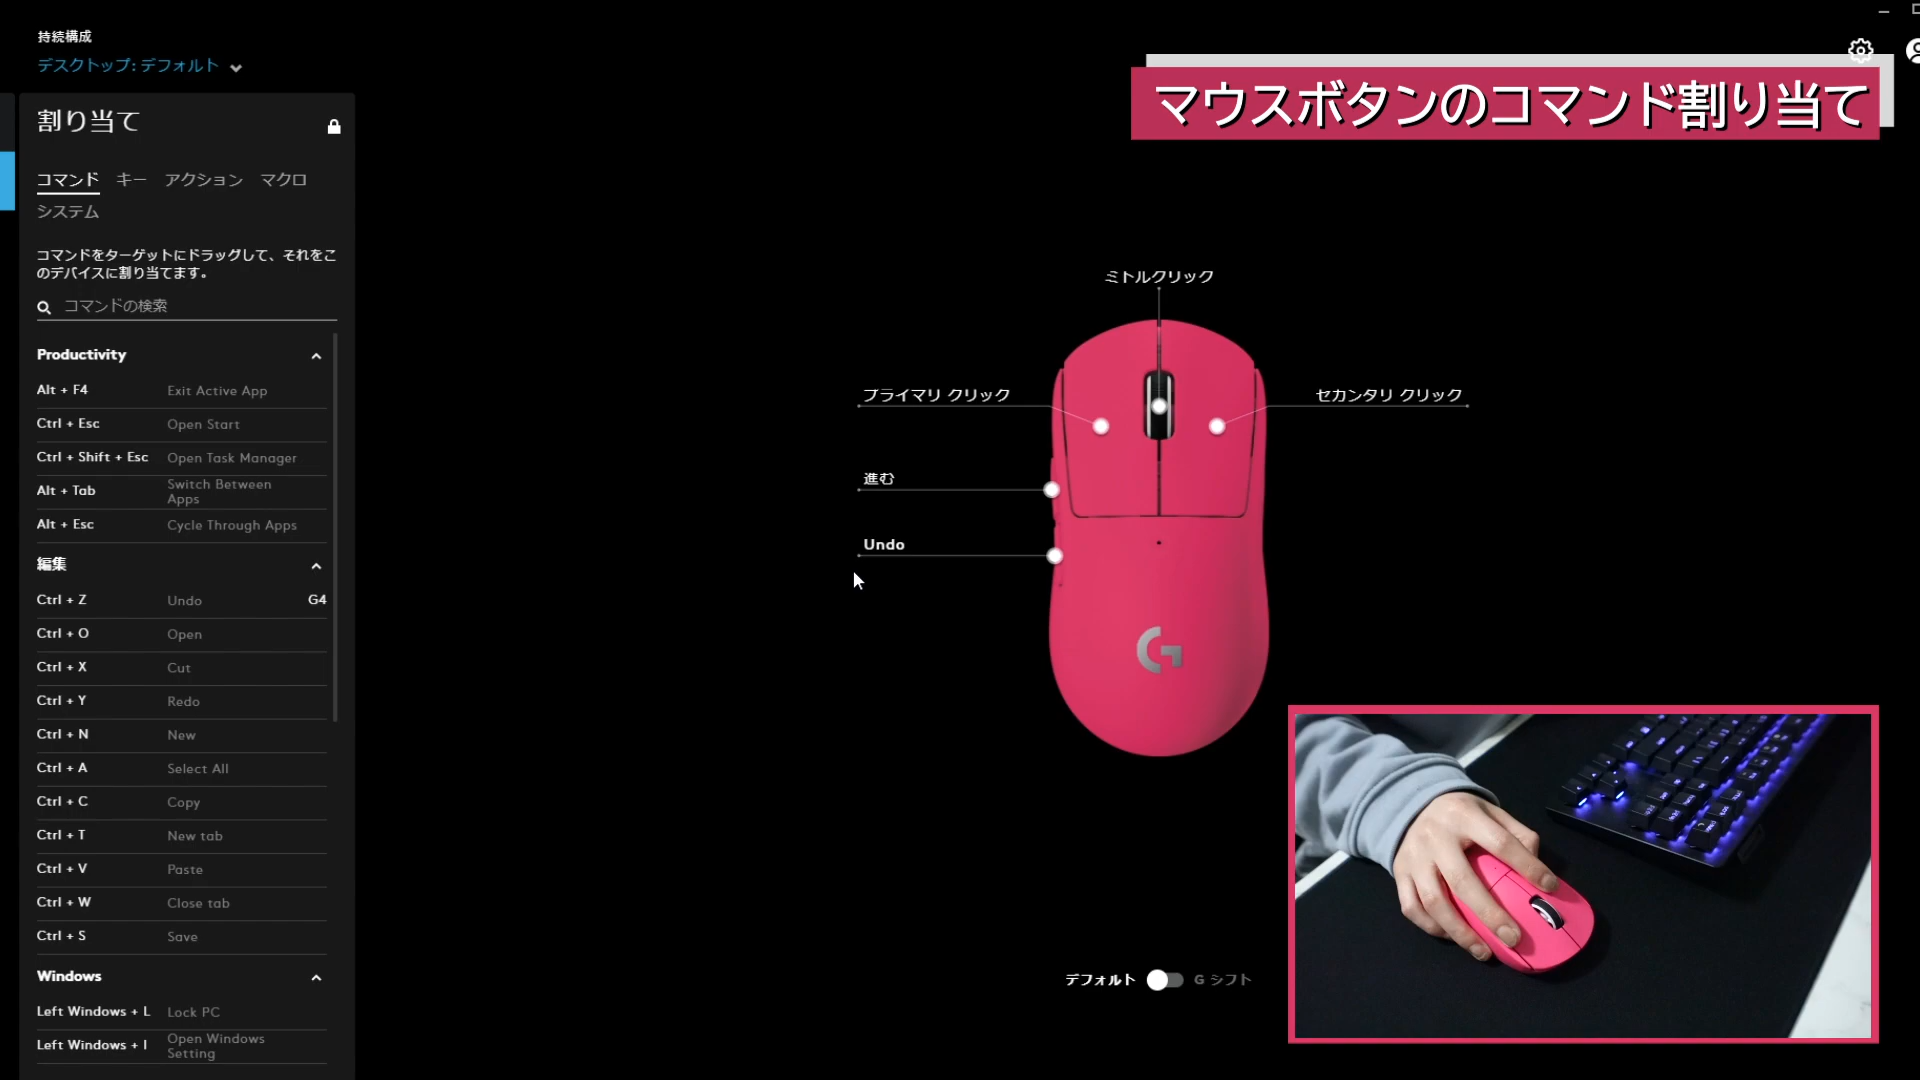 持続構成
デスクトップ: デフォルト
マウスボタンのコマンド割り当て
割り当て
コマンド キー アクション マクロ
システム
コマンドをターゲットにドラッグして、それをこ
のデバイスに割り当てます。
コマンドの検索
Productivity
Alt + F4 Exit Active App
Ctrl + Esc Open Start
Ctrl + Shift + Esc Open Task Manager
Alt + Tab Switch Between
Apps
Alt + Esc Cycle Through Apps
編集
Ctrl + Z Undo G4
Ctrl + O Open
Ctrl + X Cut
Ctrl + Y Redo
Ctrl + N New
Ctrl + A Select All
Ctrl + C Copy
Ctrl + T New tab
Ctrl + V Paste
Ctrl + W Close tab
Ctrl + S Save
Windows
Left Windows + L Lock PC
Left Windows + I Open Windows
Setting
ミドルクリック
プライマリ クリック
セカンダリ クリック
進む
Undo
G
デフォルト G シフト